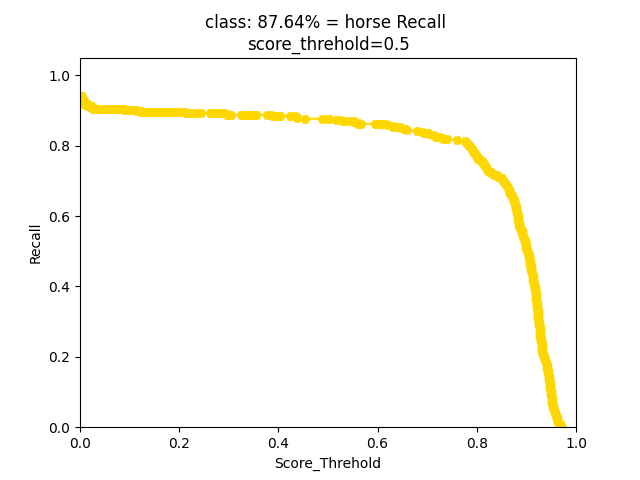 class: 87.64% = horse Recall
score_threhold=0.5
Recall
1.0
0.8
0.6
0.4
0.2
0.0
0.0 0.2 0.4 0.6 0.8 1.0
Score_Threhold